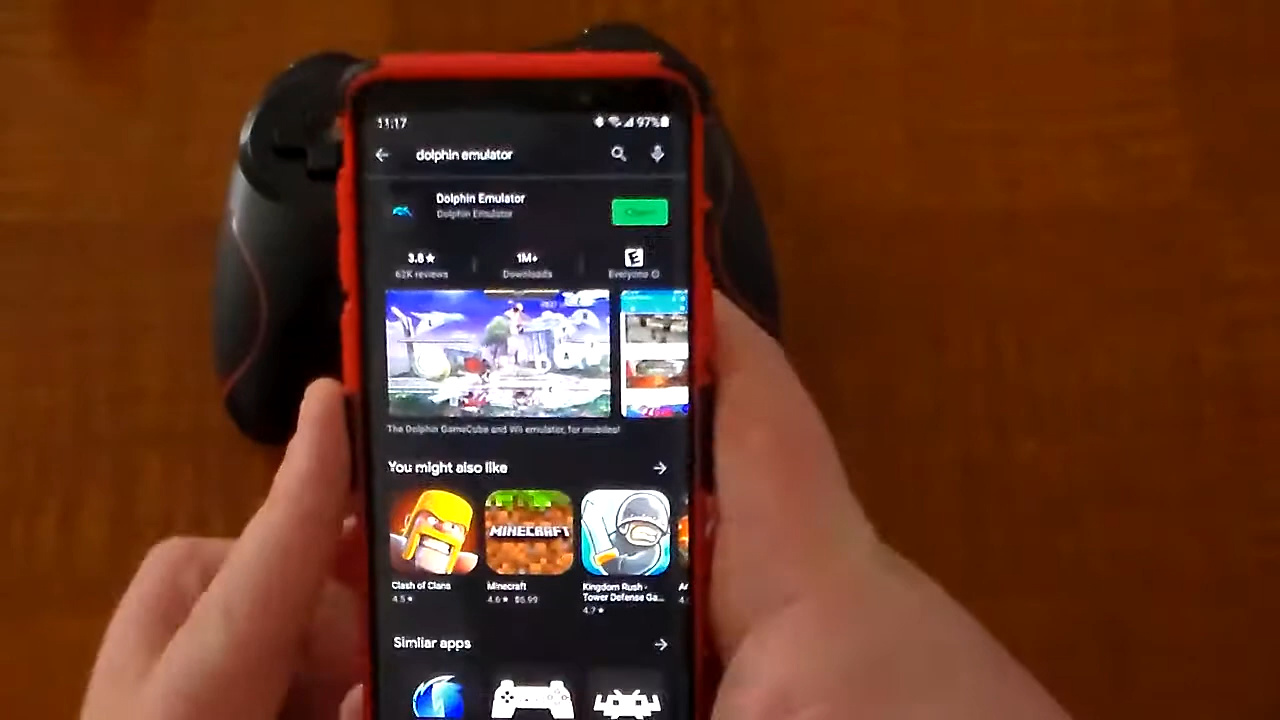 11:17 97%
dolphin emulator
Dolphin Emulator
Dolphin Emulator
3.8★ 1M+ E
62K reviews Downloads Everyone
The Dolphin GameCube and Wii emulator, for mobiles!
You might also like →
MINECRAFT
Clash of Clans Minecraft Kingdom Rush -
Tower Defense Ga...
4.5★ 4.6★ $6.99
4.7★
Similar apps →